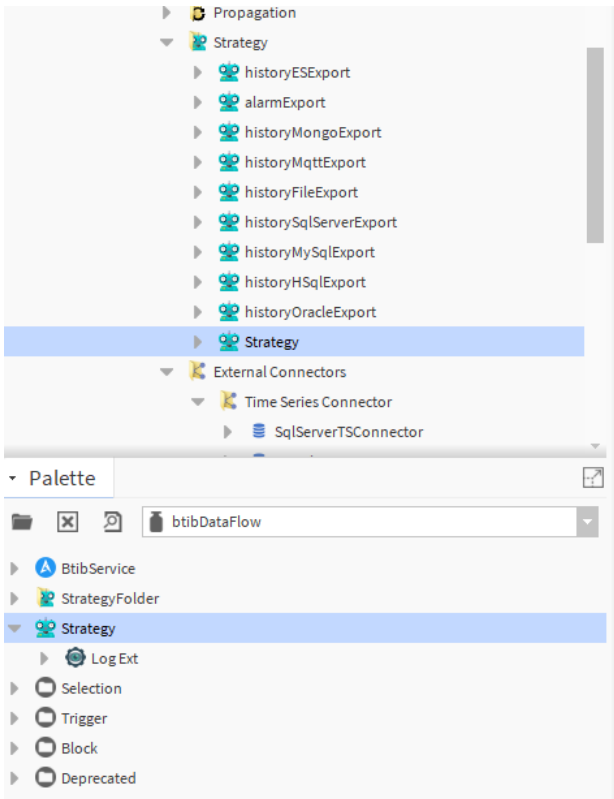 Propagation
Strategy
historyESExport
alarmExport
historyMongoExport
historyMqttExport
historyFileExport
historySqlServerExport
historyMySqlExport
historyHSqlExport
historyOracleExport
Strategy
External Connectors
Time Series Connector
SqlServerTSConnector
Palette
btibDataFlow
BtibService
StrategyFolder
Strategy
Log Ext
Selection
Trigger
Block
Deprecated